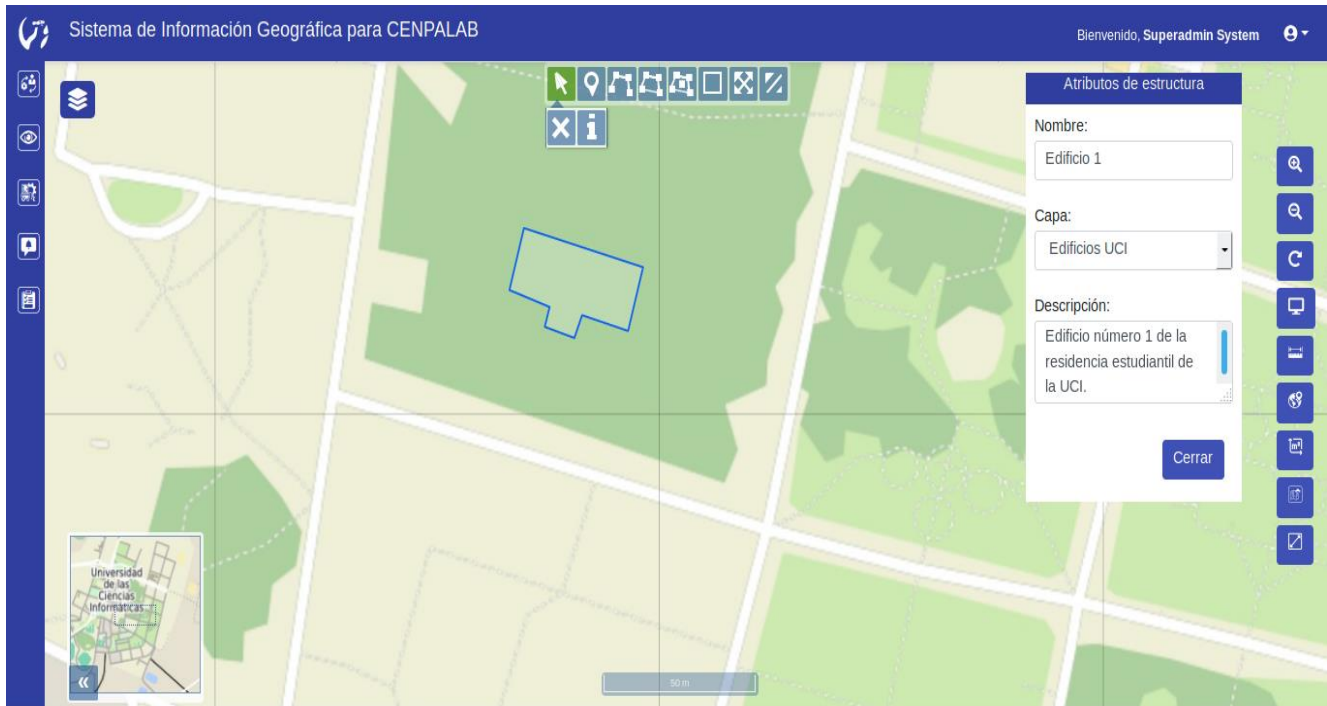 Sistema de Información Geográfica para CENPALAB
Bienvenido, Superadmin System
Atributos de estructura
Nombre:
Edificio 1
Capa:
Edificios UCI
Descripción:
Edificio número 1 de la
residencia estudiantil de
la UCI.
Cerrar
m²
Universidad
de las
Ciencias
Informáticas
50 m